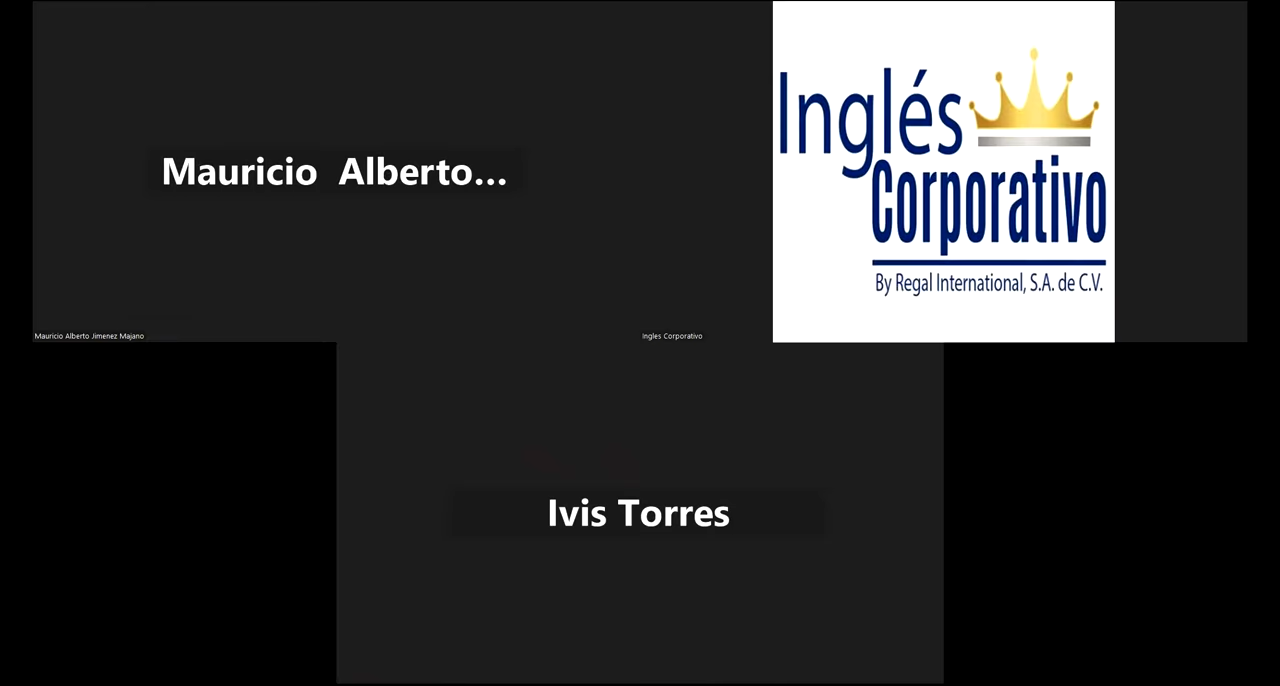 Mauricio  Alberto...
Inglés
Corporativo
By Regal International, S.A. de C.V.
Mauricio Alberto Jimenez Majano
Ingles Corporativo
Ivis Torres